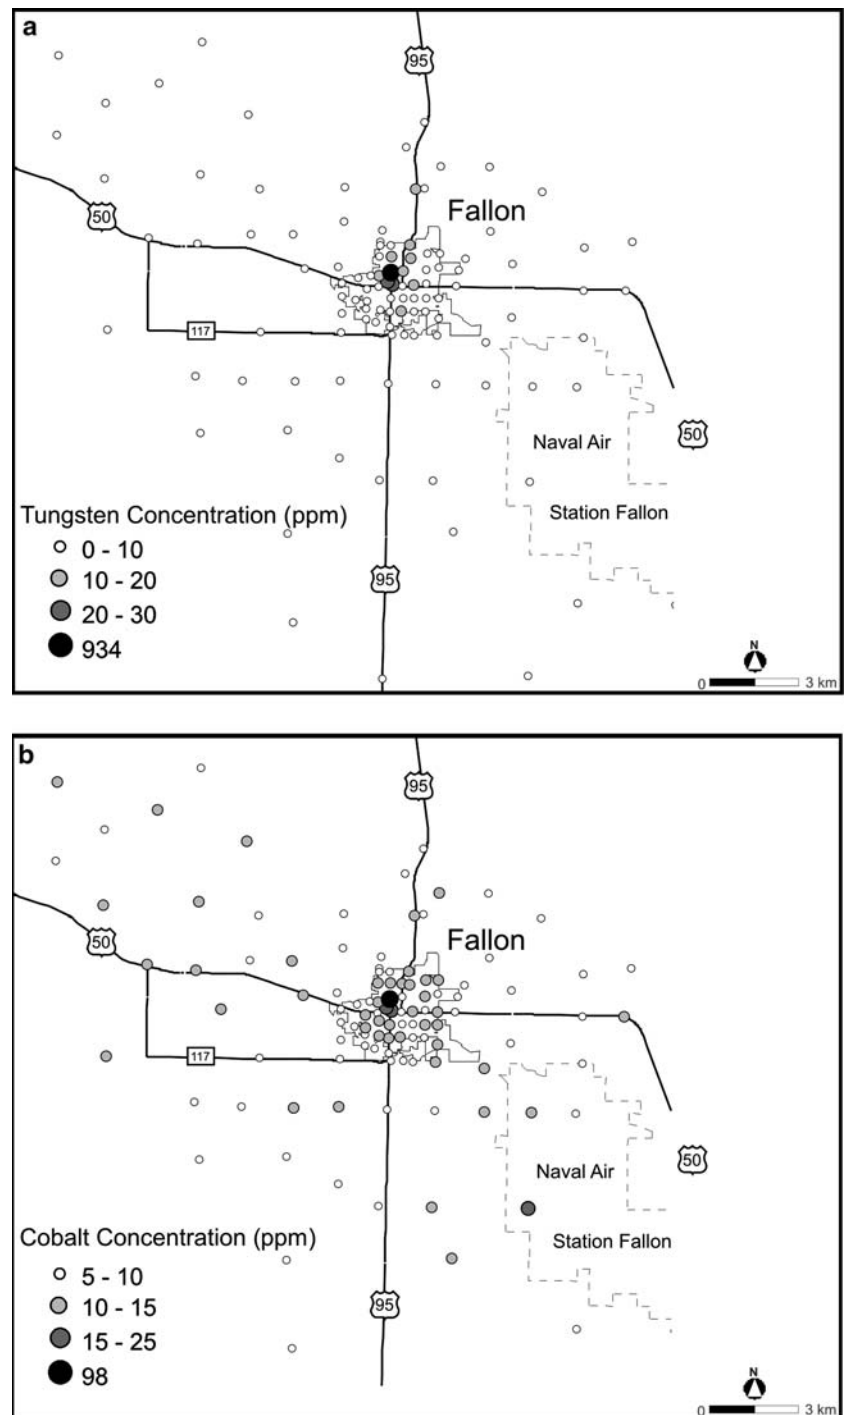 a
95
50
Fallon
117
Naval Air
50
Station Fallon
Tungsten Concentration (ppm)
0 - 10
10 - 20
20 - 30
934
95
N
0 3 km
b
95
50
Fallon
117
Naval Air
50
Station Fallon
Cobalt Concentration (ppm)
5 - 10
10 - 15
15 - 25
98
95
N
0 3 km